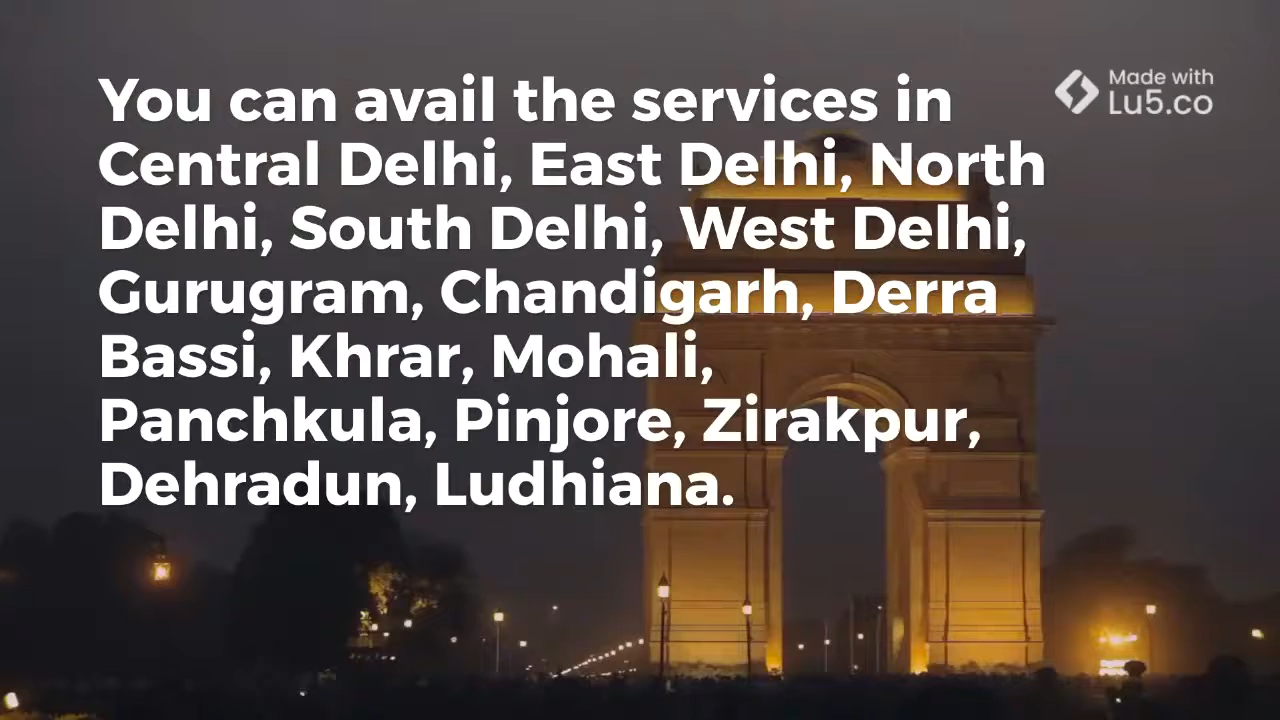 You can avail the services in
Central Delhi, East Delhi, North
Delhi, South Delhi, West Delhi,
Gurugram, Chandigarh, Derra
Bassi, Khrar, Mohali,
Panchkula, Pinjore, Zirakpur,
Dehradun, Ludhiana.
Made with
Lu5.co